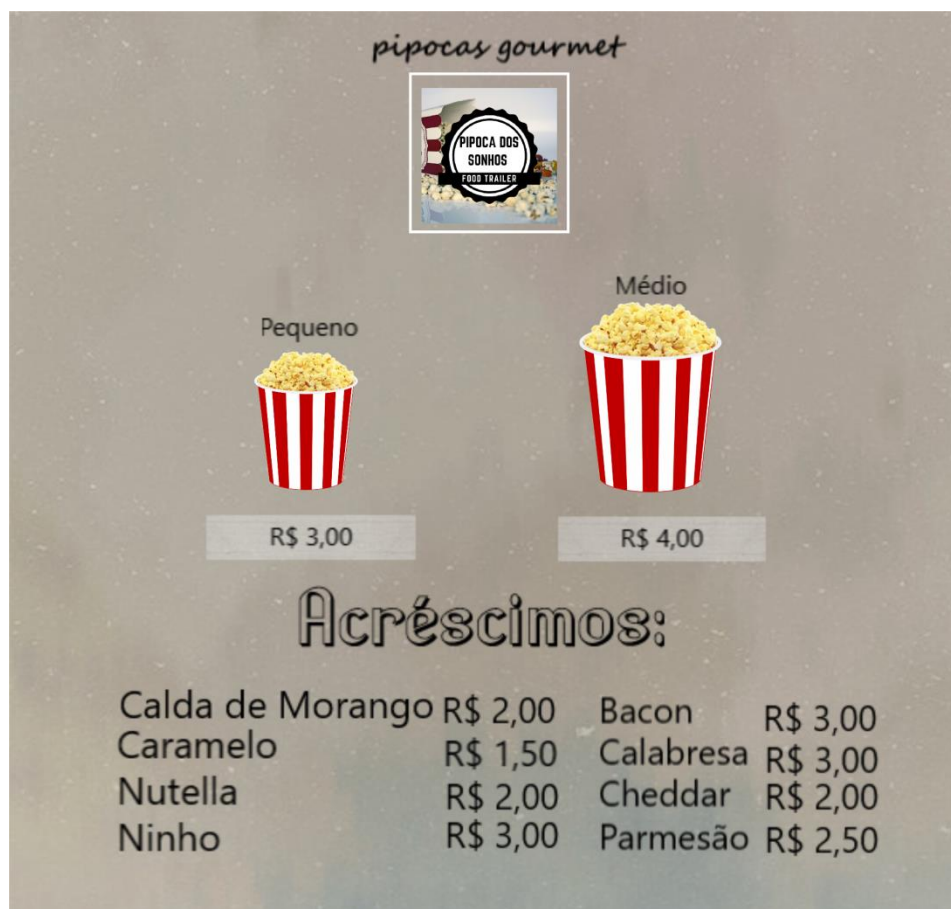 pipocas gourmet
PIPOCA DOS
SONHOS
FOOD TRAILER
Médio
Pequeno
R$ 3,00
R$ 4,00
Acréscimos:
Calda de Morango R$ 2,00
Caramelo R$ 1,50
Nutella R$ 2,00
Ninho R$ 3,00
Bacon R$ 3,00
Calabresa R$ 3,00
Cheddar R$ 2,00
Parmesão R$ 2,50